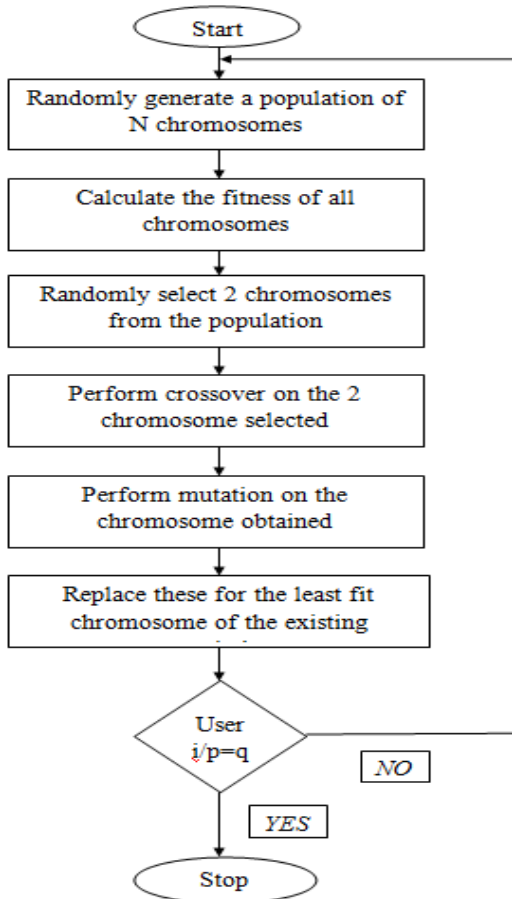 Start
Randomly generate a population of
N chromosomes
Calculate the fitness of all
chromosomes
Randomly select 2 chromosomes
from the population
Perform crossover on the 2
chromosome selected
Perform mutation on the
chromosome obtained
Replace these for the least fit
chromosome of the existing
User
i/p=q
NO
YES
Stop